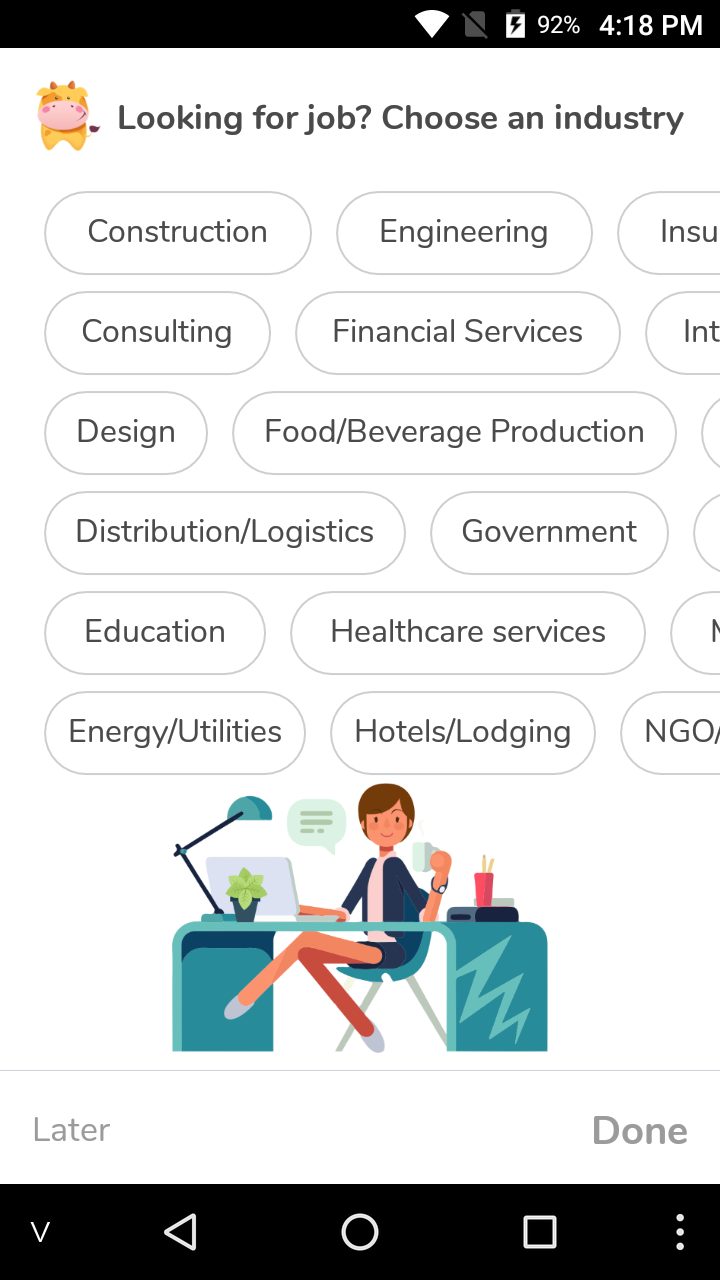 92% 4:18 PM
Looking for job? Choose an industry
Construction Engineering Insu
Consulting Financial Services Int
Design Food/Beverage Production
Distribution/Logistics Government
Education Healthcare services
Energy/Utilities Hotels/Lodging NGO/
Later Done